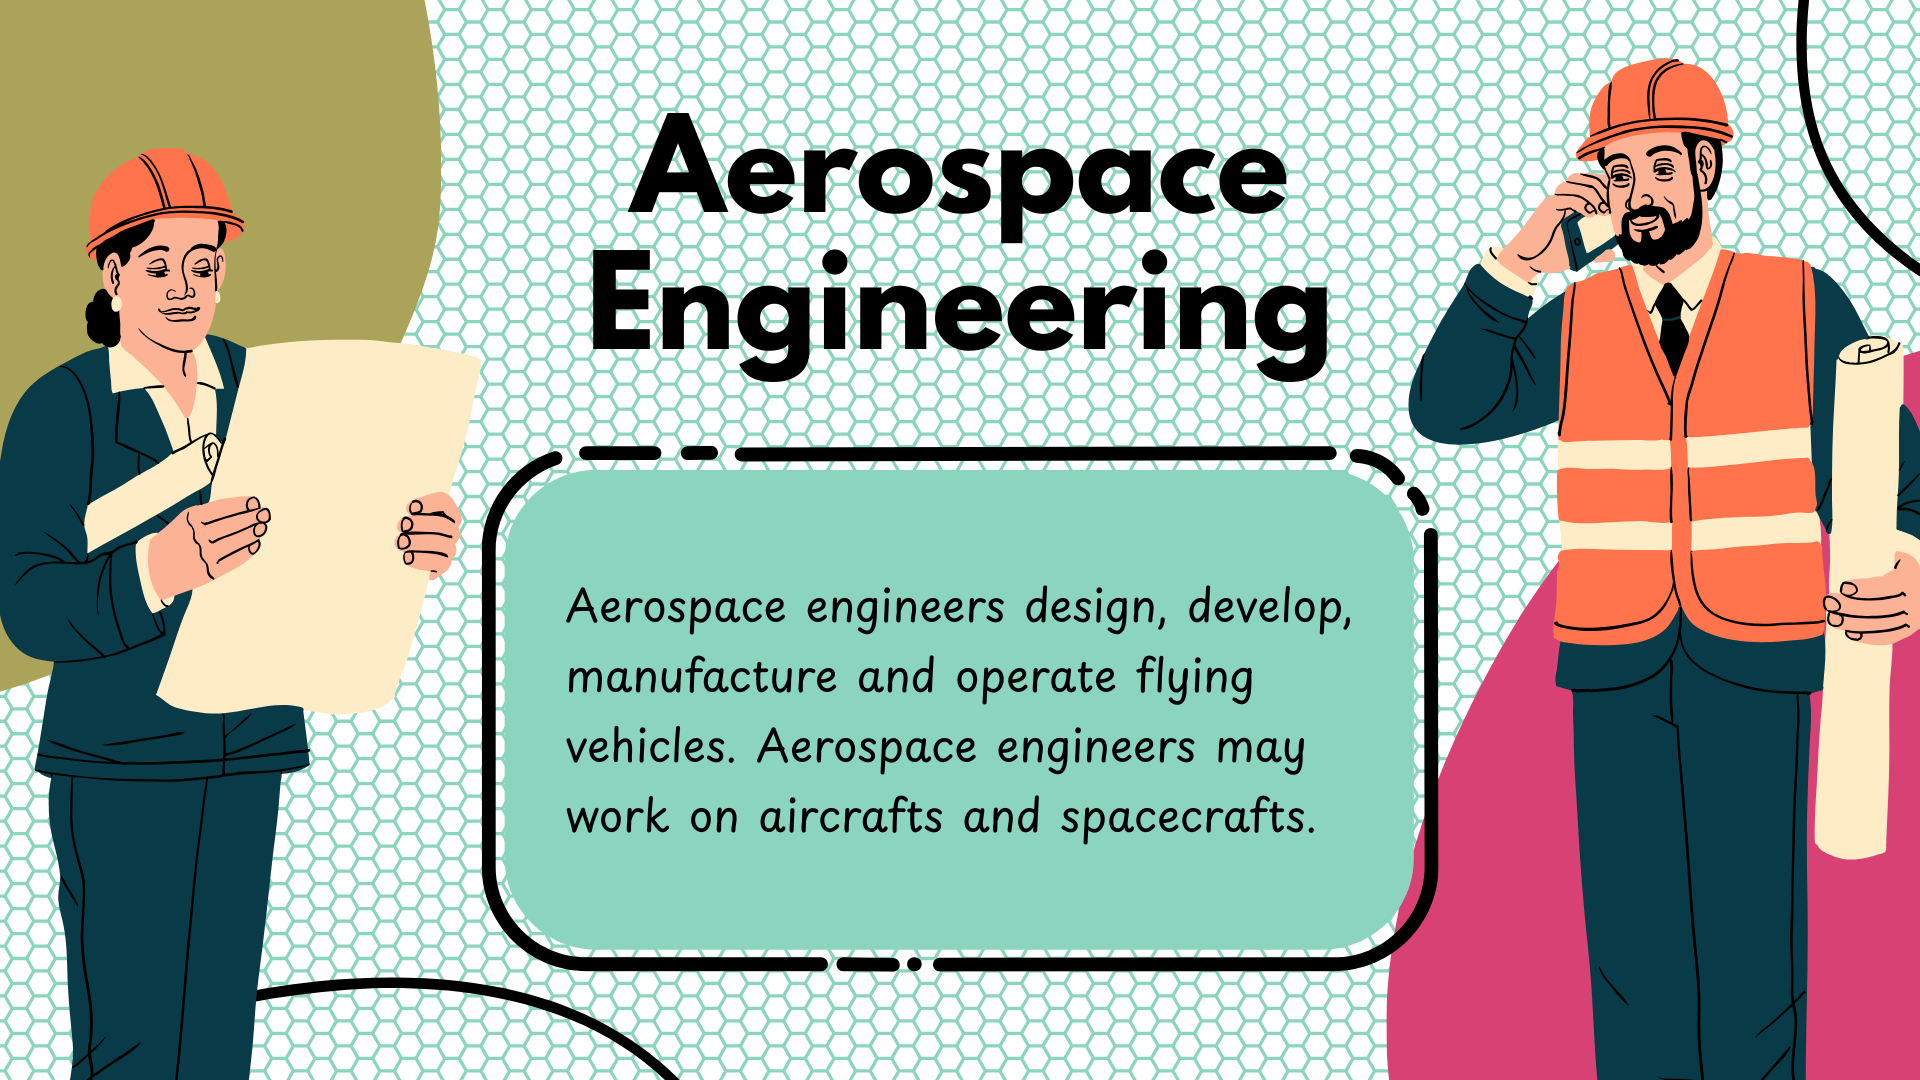 Aerospace
Engineering
Aerospace engineers design, develop,
manufacture and operate flying
vehicles. Aerospace engineers may
work on aircrafts and spacecrafts.